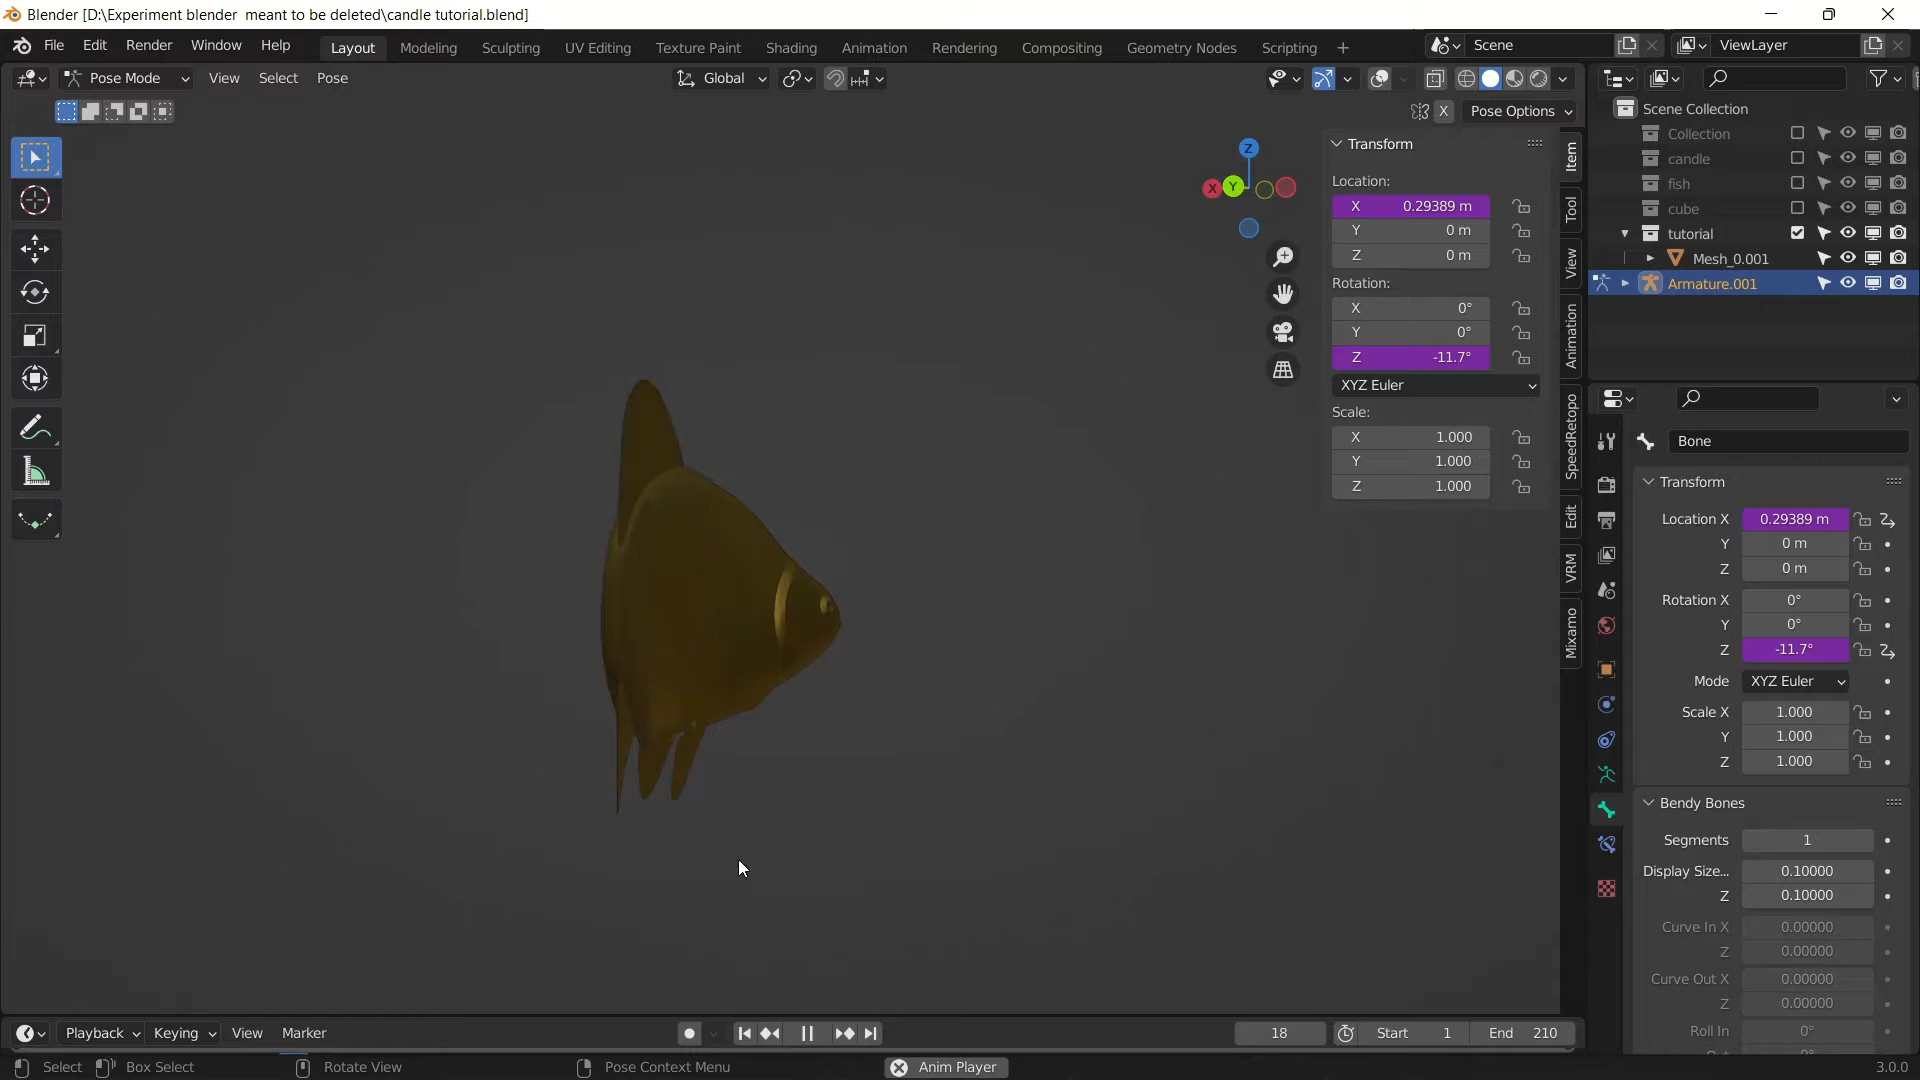 Blender [D:\Experiment blender  meant to be deleted\candle tutorial.blend]
File Edit Render Window Help Layout Modeling Sculpting UV Editing Texture Paint Shading Animation Rendering Compositing Geometry Nodes Scripting + Scene ViewLayer
Pose Mode View Select Pose Global
X Pose Options
Scene Collection
Collection
candle
fish
cube
tutorial
Mesh_0.001
Armature.001
Z
X Y
Transform
Location:
X 0.29389 m
Y 0 m
Z 0 m
Rotation:
X 0°
Y 0°
Z -11.7°
XYZ Euler
Scale:
X 1.000
Y 1.000
Z 1.000
Item
Tool
View
Animation
SpeedRetopo
Edit
VRM
Mixamo
Bone
Transform
Location X 0.29389 m
Y 0 m
Z 0 m
Rotation X 0°
Y 0°
Z -11.7°
Mode XYZ Euler
Scale X 1.000
Y 1.000
Z 1.000
Bendy Bones
Segments 1
Display Size... 0.10000
Z 0.10000
Curve In X 0.00000
Z 0.00000
Curve Out X 0.00000
Z 0.00000
Roll In 0°
Playback Keying View Marker 18 Start 1 End 210
Select Box Select Rotate View Pose Context Menu Anim Player 3.0.0